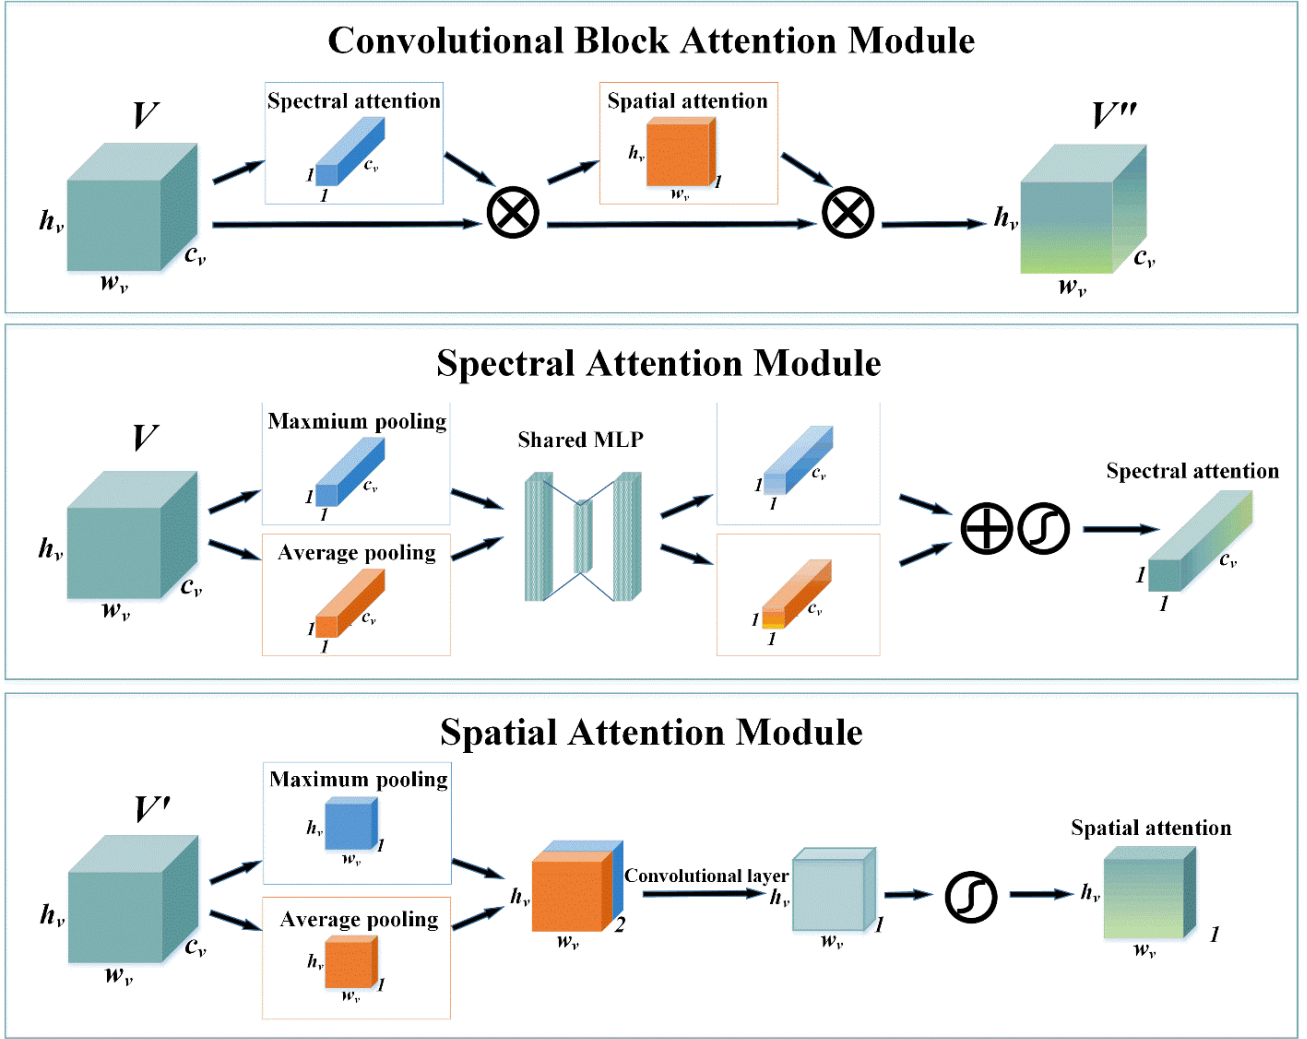 Convolutional Block Attention Module
V
Spectral attention
Spatial attention
V''
h_v
w_v
c_v
1
1
c_v
h_v
w_v
1
h_v
w_v
c_v
Spectral Attention Module
V
Maxmium pooling
Shared MLP
Spectral attention
h_v
w_v
c_v
1
1
c_v
Average pooling
1
1
c_v
1
1
c_v
1
1
c_v
1
1
c_v
Spatial Attention Module
V'
Maximum pooling
Spatial attention
h_v
w_v
c_v
h_v
w_v
1
Average pooling
h_v
w_v
1
h_v
w_v
2
Convolutional layer
h_v
w_v
1
h_v
w_v
1